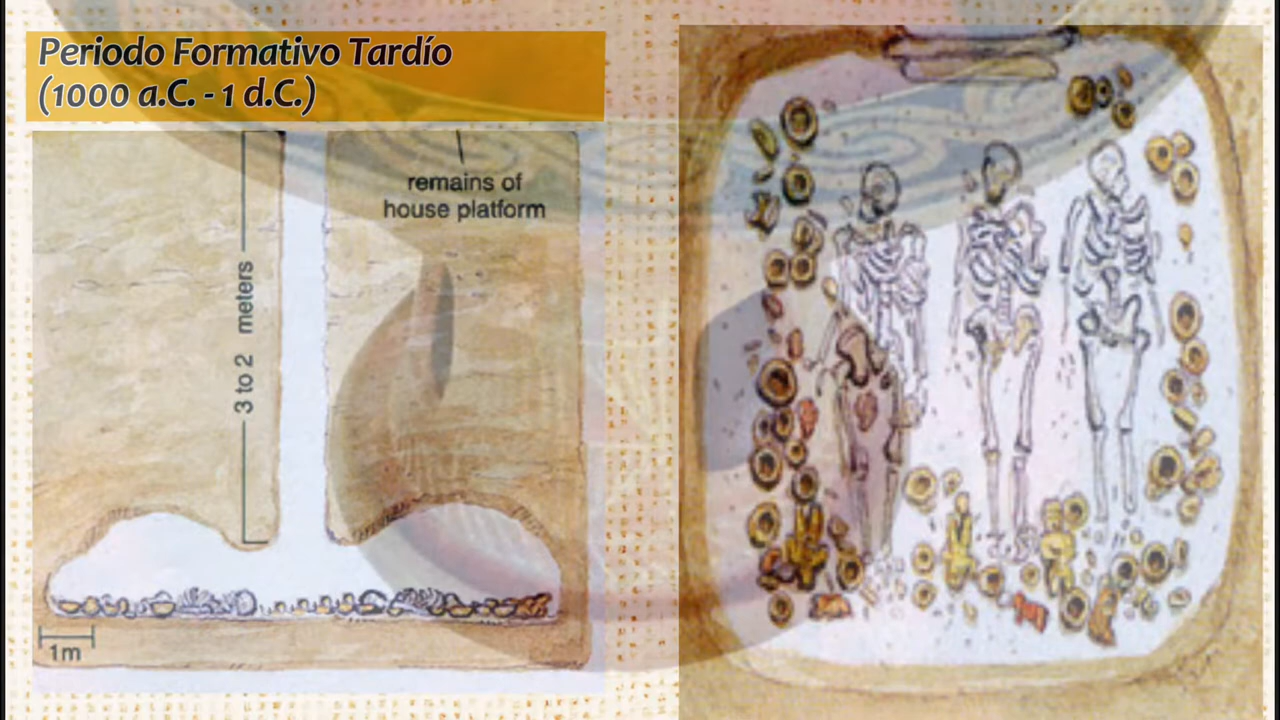 Periodo Formativo Tardío
(1000 a.C. - 1 d.C.)
remains of
house platform
3 to 2 meters
1m